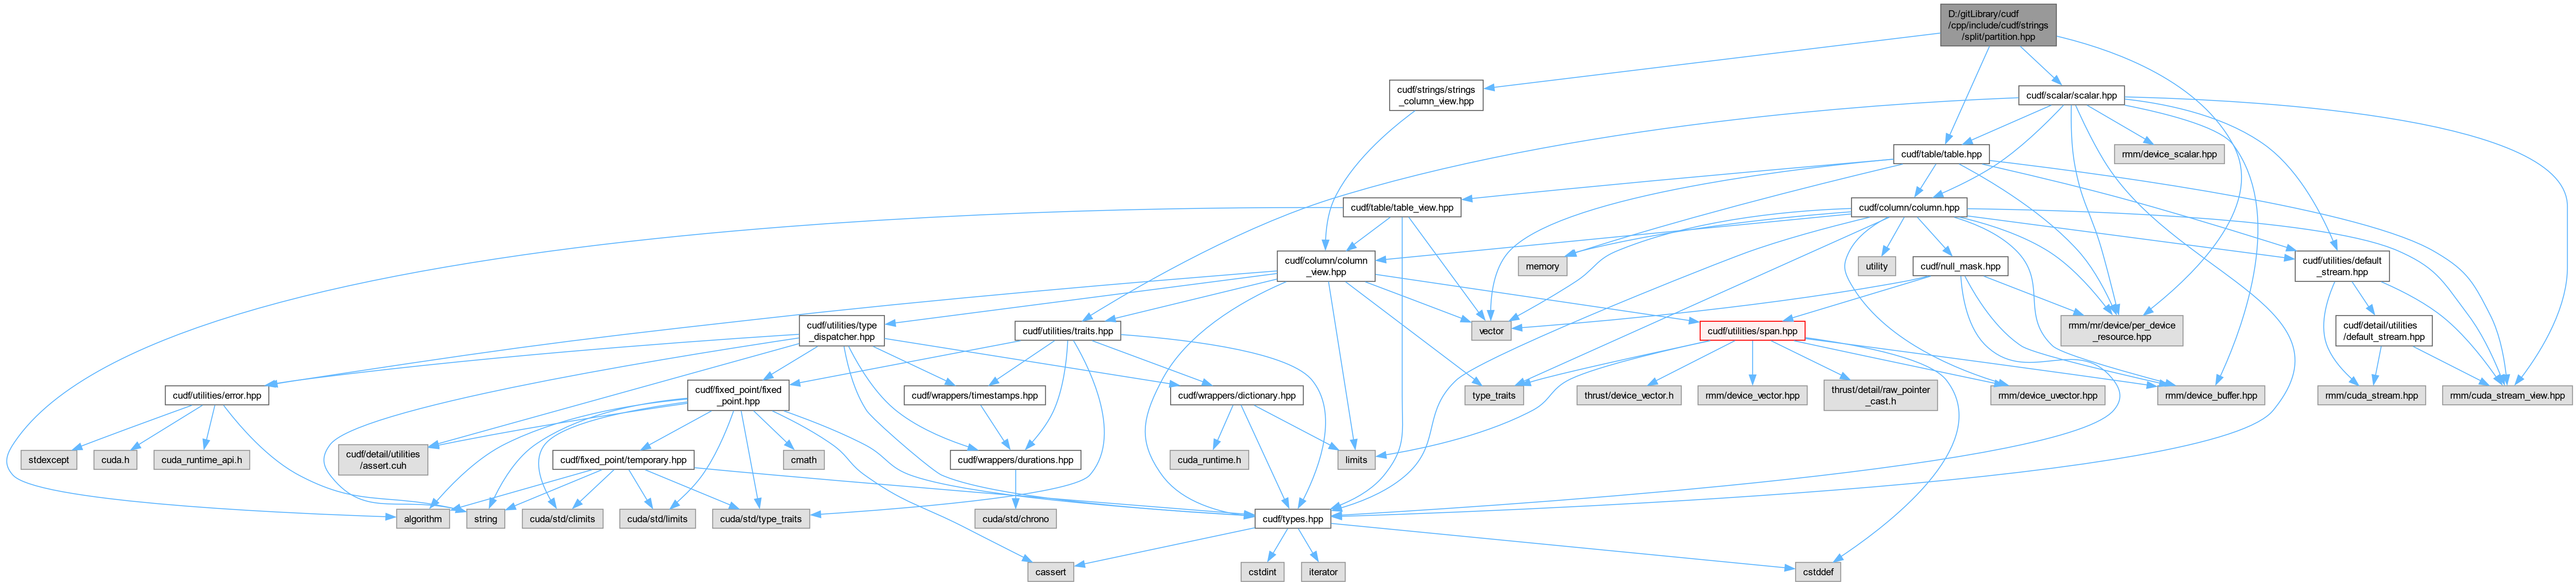 D:/gitLibrary/cudf
/cpp/include/cudf/strings
/split/partition.hpp
cudf/strings/strings
_column_view.hpp
cudf/scalar/scalar.hpp
cudf/table/table.hpp
rmm/device_scalar.hpp
cudf/table/table_view.hpp
cudf/column/column.hpp
cudf/column/column
_view.hpp
memory
utility
cudf/null_mask.hpp
cudf/utilities/default
_stream.hpp
cudf/utilities/type
_dispatcher.hpp
cudf/utilities/traits.hpp
vector
cudf/utilities/span.hpp
rmm/mr/device/per_device
_resource.hpp
cudf/detail/utilities
/default_stream.hpp
cudf/utilities/error.hpp
cudf/fixed_point/fixed
_point.hpp
cudf/wrappers/timestamps.hpp
cudf/wrappers/dictionary.hpp
type_traits
thrust/device_vector.h
rmm/device_vector.hpp
thrust/detail/raw_pointer
_cast.h
rmm/device_uvector.hpp
rmm/device_buffer.hpp
rmm/cuda_stream.hpp
rmm/cuda_stream_view.hpp
stdexcept
cuda.h
cuda_runtime_api.h
cudf/detail/utilities
/assert.cuh
cudf/fixed_point/temporary.hpp
cmath
cudf/wrappers/durations.hpp
cuda_runtime.h
limits
algorithm
string
cuda/std/climits
cuda/std/limits
cuda/std/type_traits
cuda/std/chrono
cudf/types.hpp
cassert
cstdint
iterator
cstddef